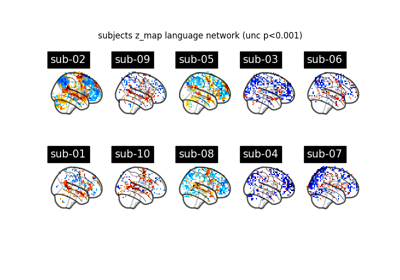 subjects z_map language network (unc p<0.001)
sub-02 sub-09 sub-05 sub-03 sub-06
sub-01 sub-10 sub-08 sub-04 sub-07